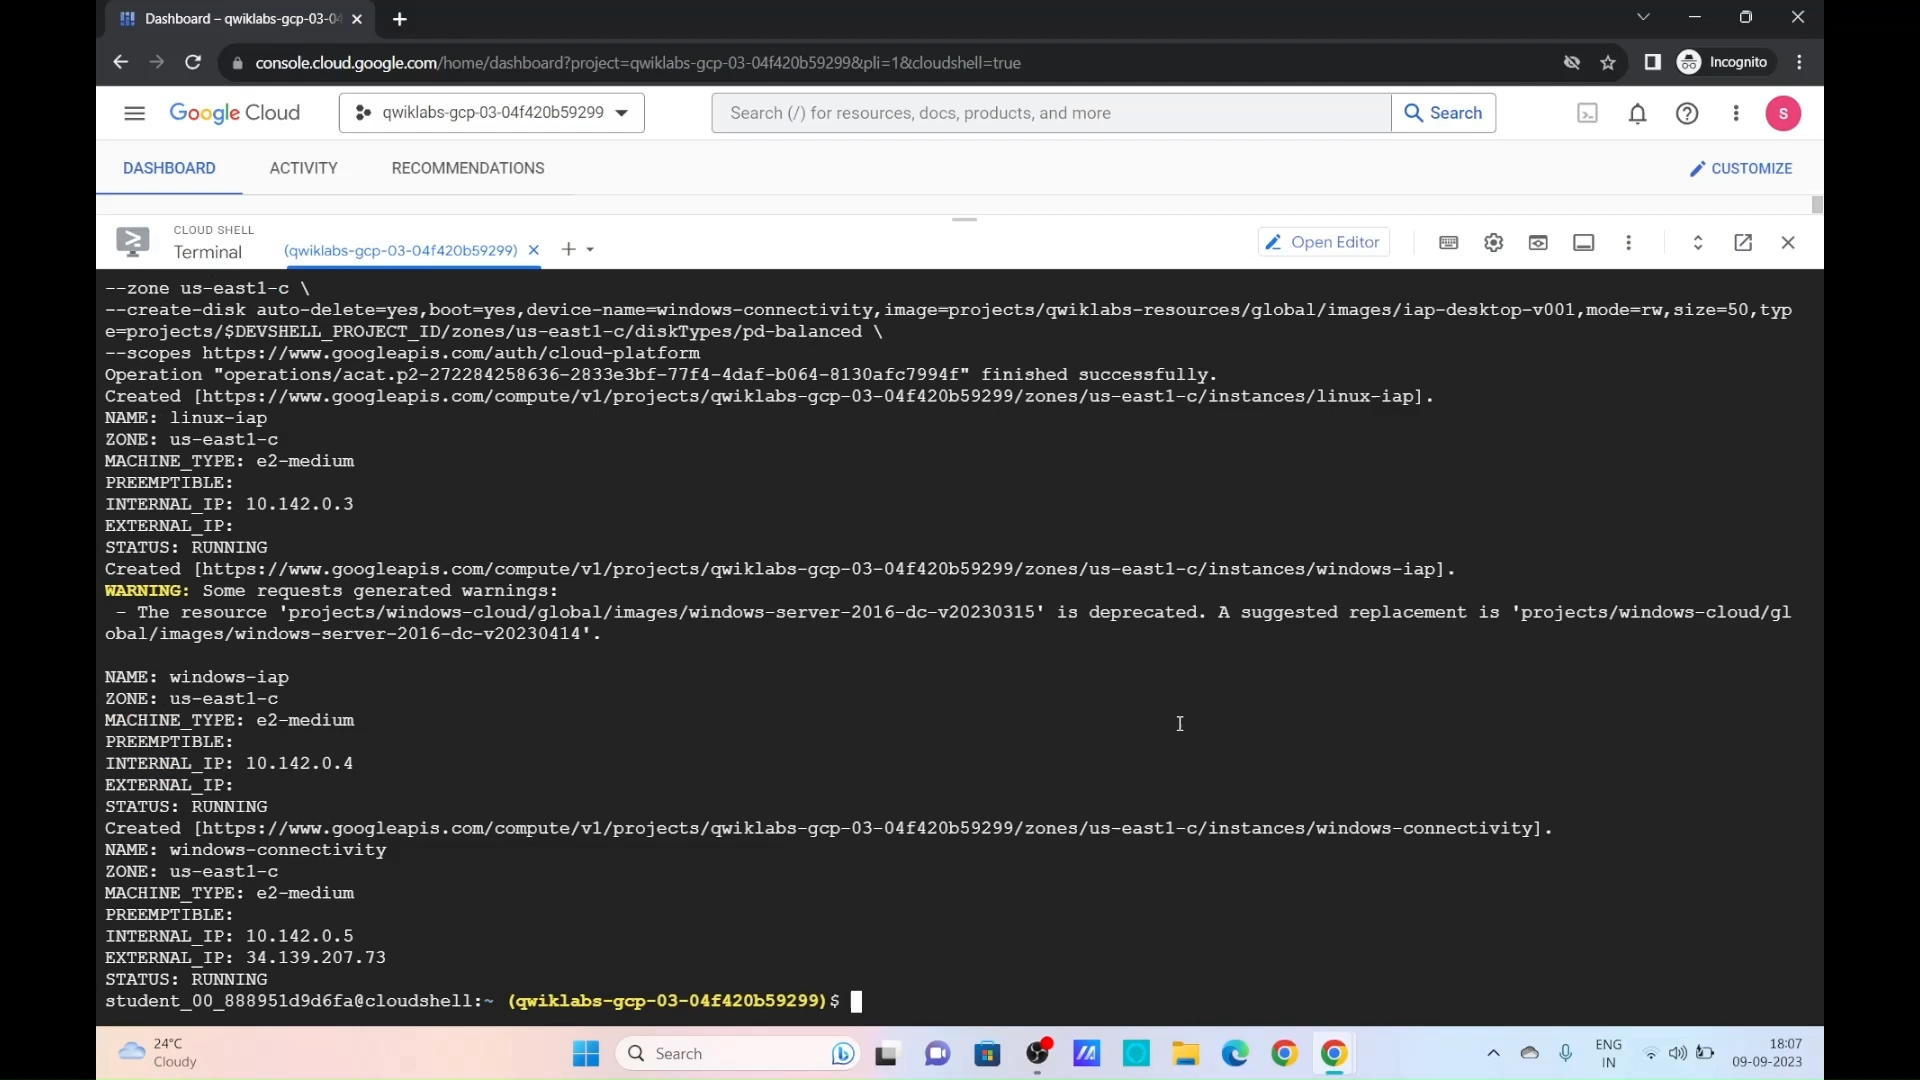 Dashboard – qwiklabs-gcp-03-04
console.cloud.google.com/home/dashboard?project=qwiklabs-gcp-03-04f420b59299&pli=1&cloudshell=true
Incognito
Google Cloud
qwiklabs-gcp-03-04f420b59299
Search (/) for resources, docs, products, and more
Search
S
DASHBOARD
ACTIVITY
RECOMMENDATIONS
CUSTOMIZE
CLOUD SHELL
Terminal
(qwiklabs-gcp-03-04f420b59299)
Open Editor
--zone us-east1-c \
--create-disk auto-delete=yes,boot=yes,device-name=windows-connectivity,image=projects/qwiklabs-resources/global/images/iap-desktop-v001,mode=rw,size=50,typ
e=projects/$DEVSHELL_PROJECT_ID/zones/us-east1-c/diskTypes/pd-balanced \
--scopes https://www.googleapis.com/auth/cloud-platform
Operation "operations/acat.p2-272284258636-2833e3bf-77f4-4daf-b064-8130afc7994f" finished successfully.
Created [https://www.googleapis.com/compute/v1/projects/qwiklabs-gcp-03-04f420b59299/zones/us-east1-c/instances/linux-iap].
NAME: linux-iap
ZONE: us-east1-c
MACHINE_TYPE: e2-medium
PREEMPTIBLE:
INTERNAL_IP: 10.142.0.3
EXTERNAL_IP:
STATUS: RUNNING
Created [https://www.googleapis.com/compute/v1/projects/qwiklabs-gcp-03-04f420b59299/zones/us-east1-c/instances/windows-iap].
WARNING: Some requests generated warnings:
- The resource 'projects/windows-cloud/global/images/windows-server-2016-dc-v20230315' is deprecated. A suggested replacement is 'projects/windows-cloud/gl
obal/images/windows-server-2016-dc-v20230414'.
NAME: windows-iap
ZONE: us-east1-c
MACHINE_TYPE: e2-medium
PREEMPTIBLE:
INTERNAL_IP: 10.142.0.4
EXTERNAL_IP:
STATUS: RUNNING
Created [https://www.googleapis.com/compute/v1/projects/qwiklabs-gcp-03-04f420b59299/zones/us-east1-c/instances/windows-connectivity].
NAME: windows-connectivity
ZONE: us-east1-c
MACHINE_TYPE: e2-medium
PREEMPTIBLE:
INTERNAL_IP: 10.142.0.5
EXTERNAL_IP: 34.139.207.73
STATUS: RUNNING
student_00_888951d9d6fa@cloudshell:~ (qwiklabs-gcp-03-04f420b59299)$
24°C
Cloudy
Search
ENG
IN
18:07
09-09-2023